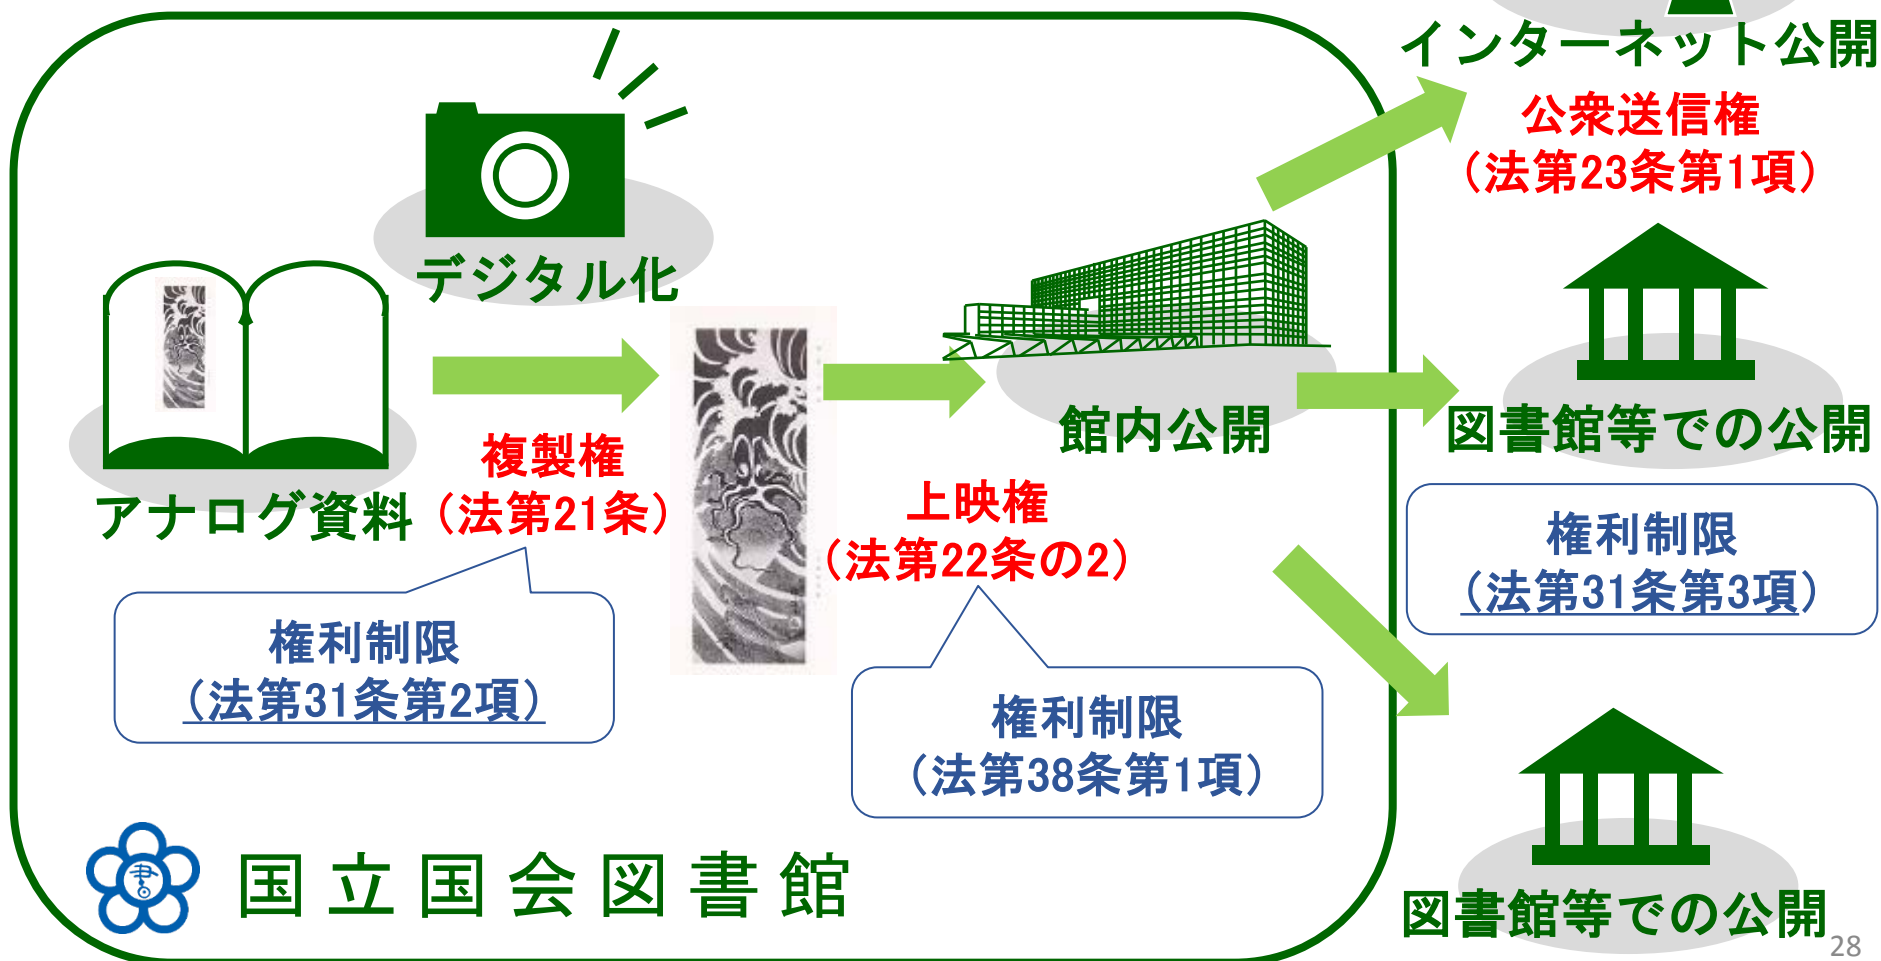 インターネット公開
公衆送信権
(法第23条第1項)
デジタル化
アナログ資料
複製権
(法第21条)
権利制限
(法第31条第2項)
上映権
(法第22条の2)
権利制限
(法第38条第1項)
館内公開
図書館等での公開
権利制限
(法第31条第3項)
図書館等での公開
国立国会図書館
28